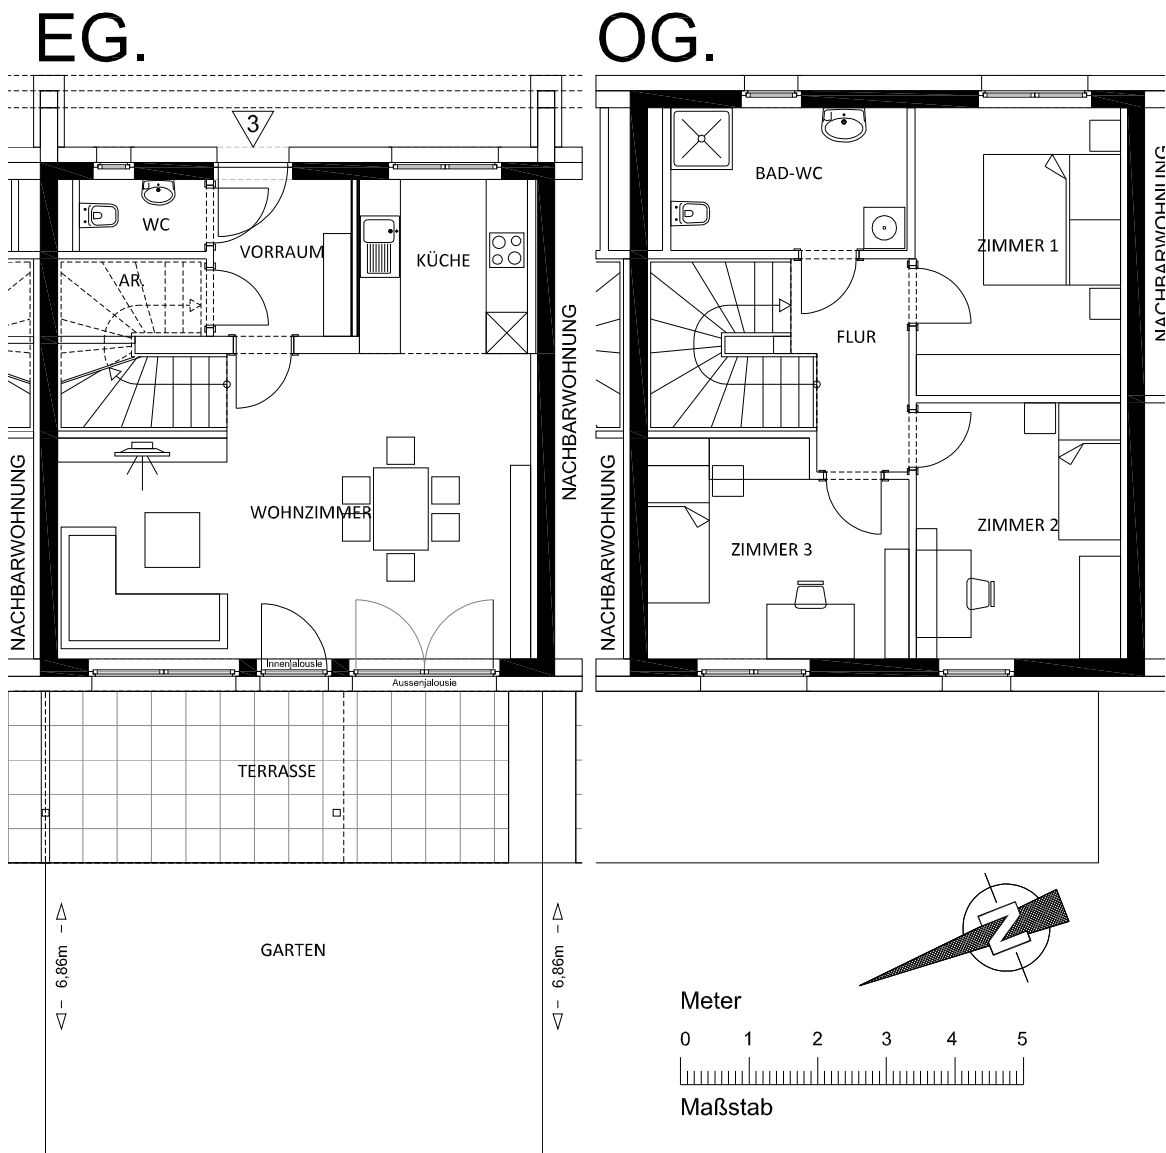 EG.
OG.
3
WC
VORRAUM
KÜCHE
AR.
NACHBARWOHNUNG
NACHBARWOHNUNG
WOHNZIMMER
Innenjalousie
Aussenjalousie
TERRASSE
6,86m
6,86m
GARTEN
BAD-WC
ZIMMER 1
NACHBARWOHNUNG
FLUR
NACHBARWOHNUNG
ZIMMER 2
ZIMMER 3
N
Meter
0 1 2 3 4 5
Maßstab